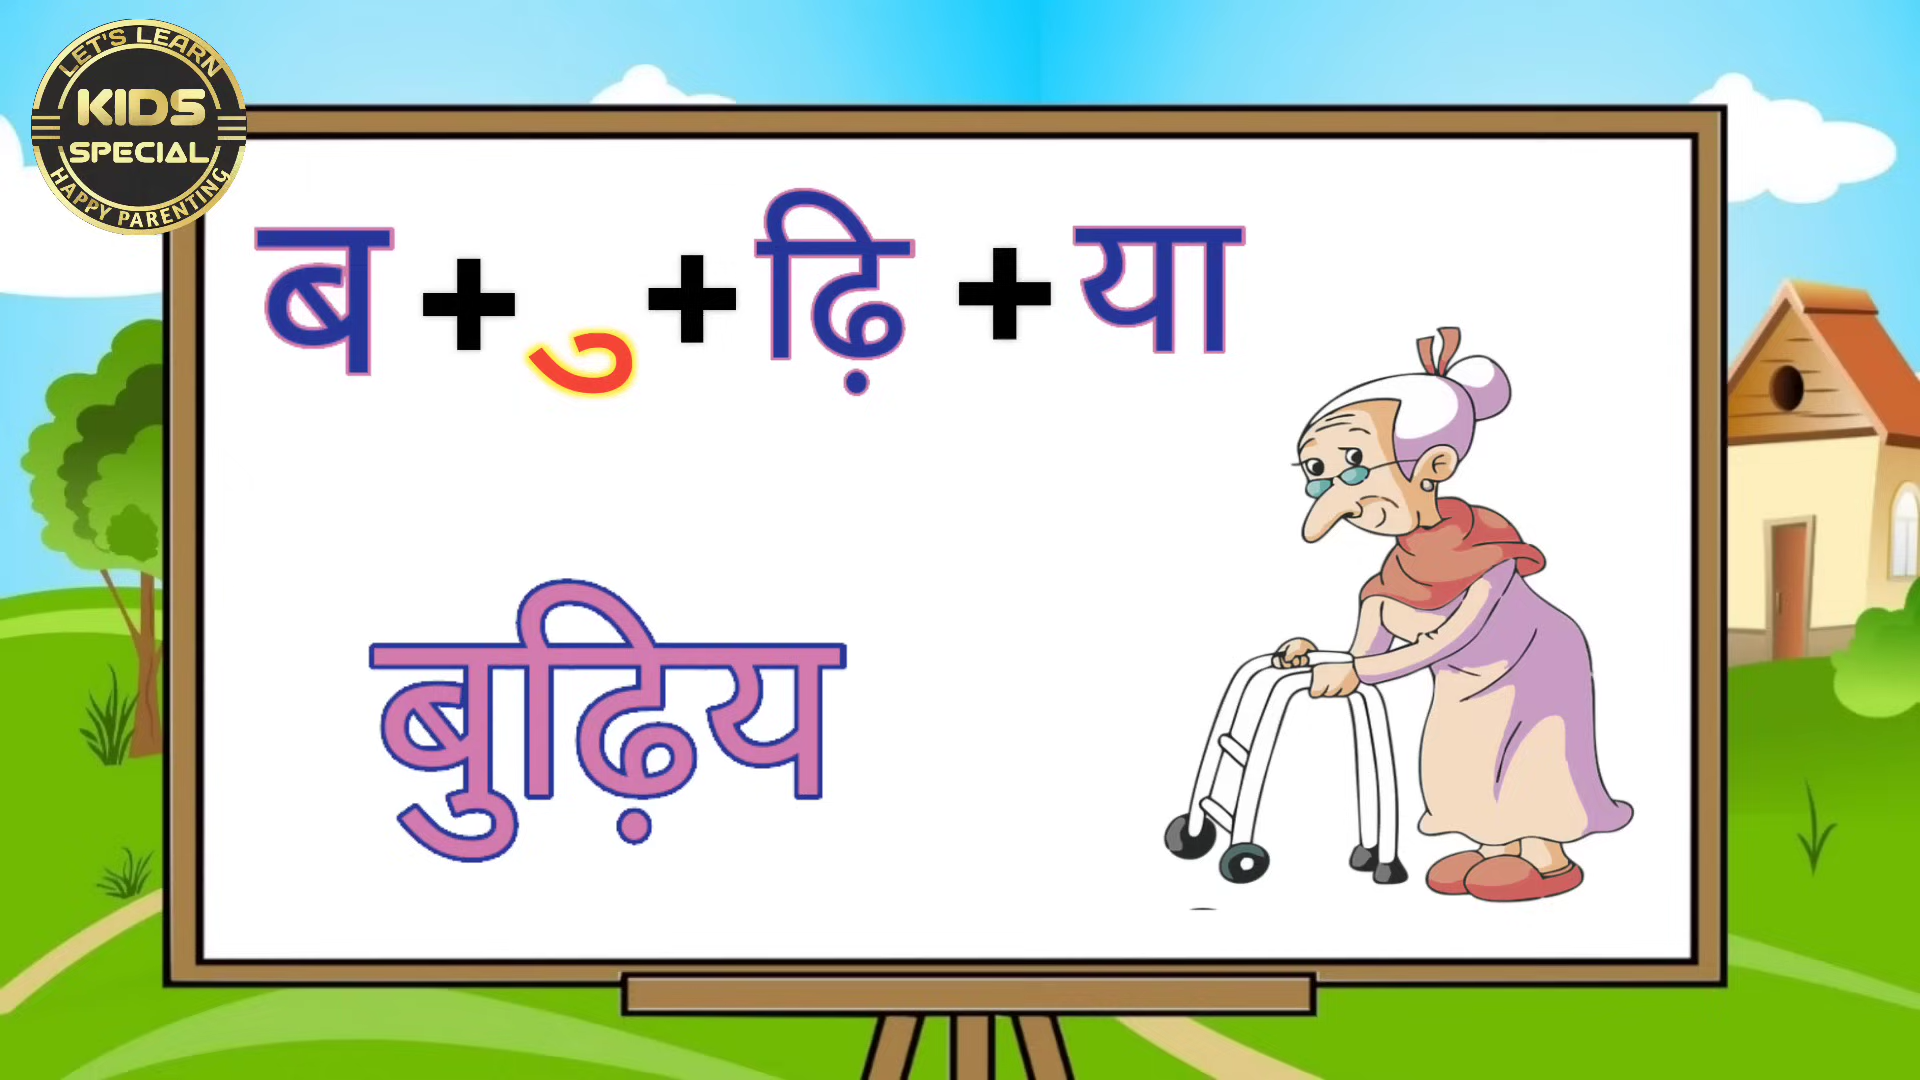 LET'S LEARN
KIDS
SPECIAL
HAPPY PARENTING
ब + ु + ढ़ि + या
बुढ़िय